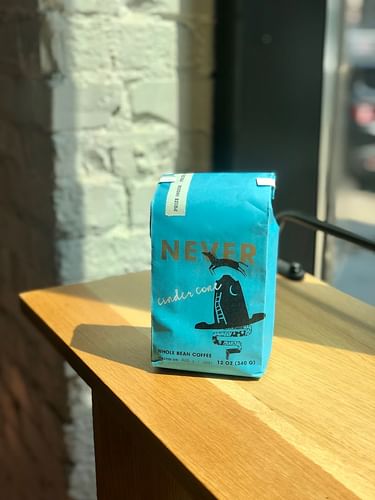 NEVER
cinder cone
WHOLE BEAN COFFEE
12 OZ (340 G)